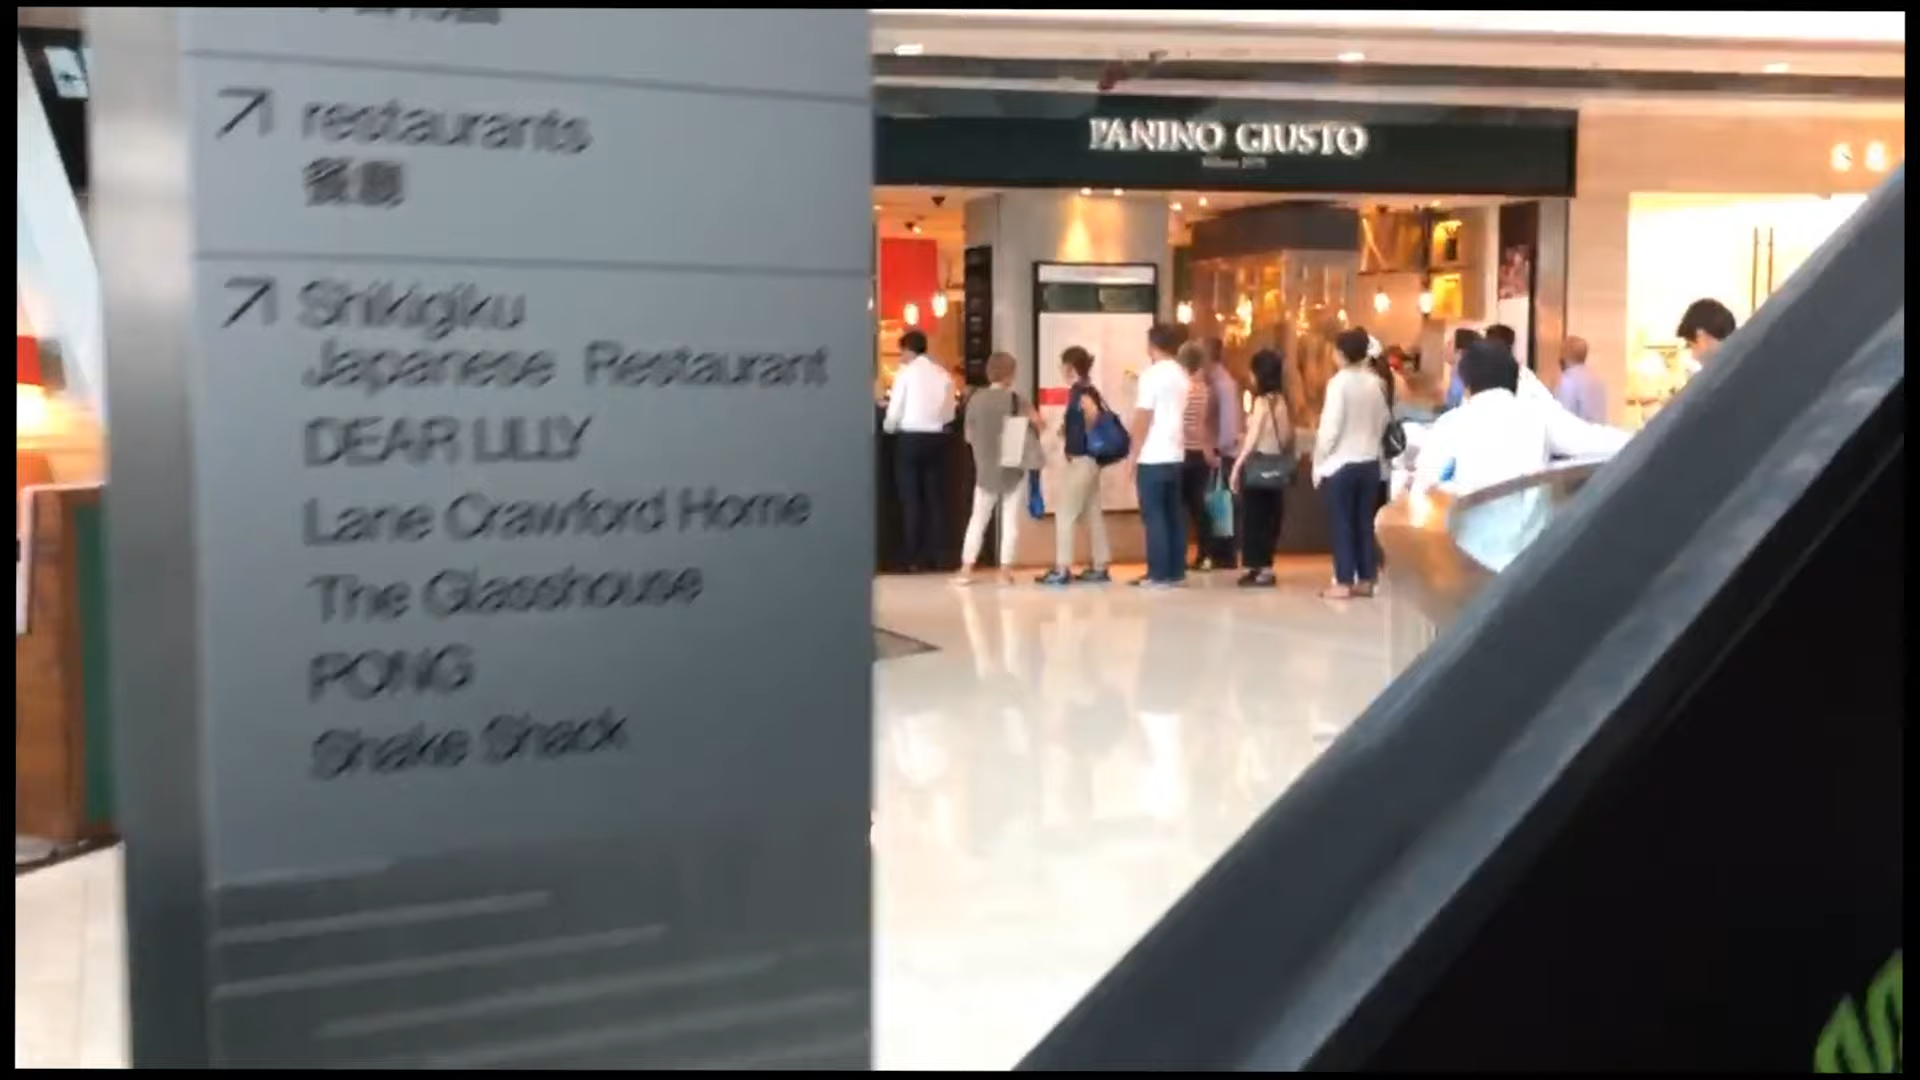 restaurants
餐廳
Shikigiku
Japanese Restaurant
DEAR LILLY
Lane Crawford Home
The Glasshouse
PONG
Shake Shack
PANINO GIUSTO